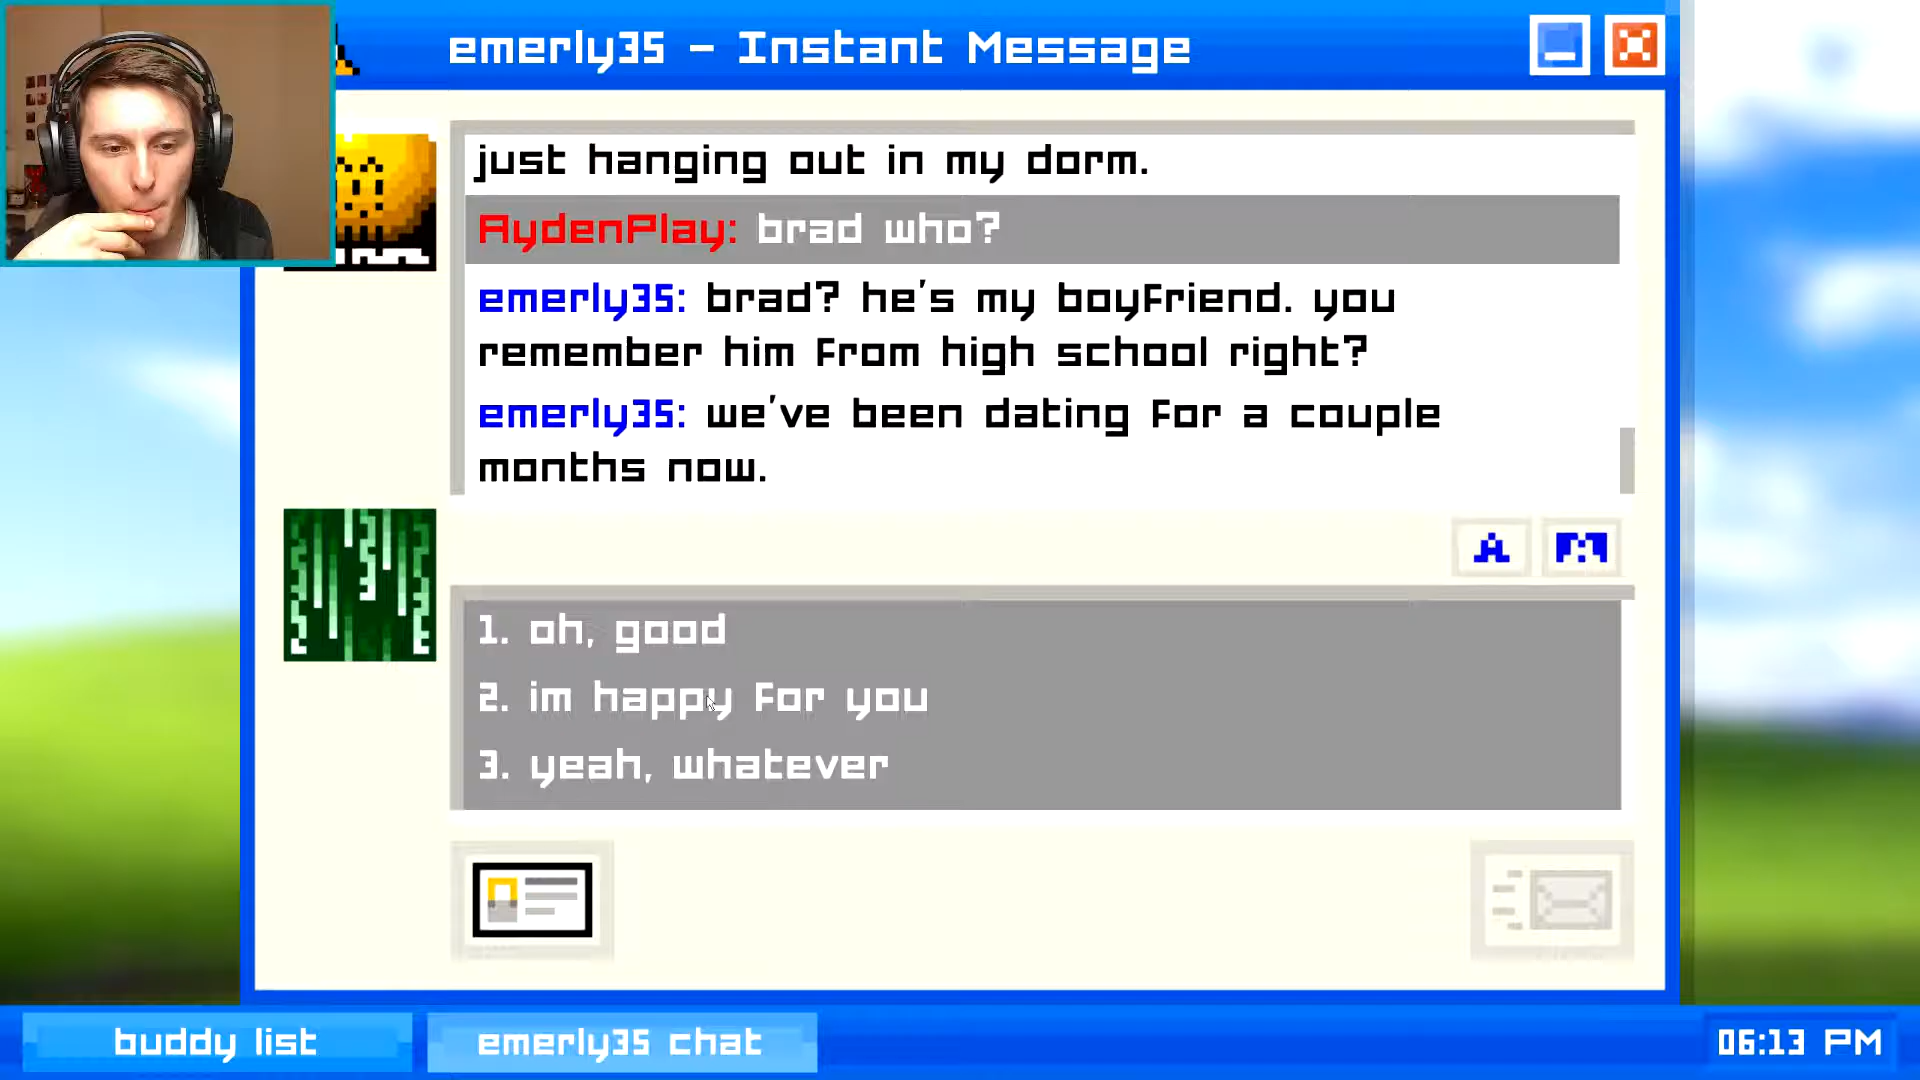 emerly35 - Instant Message
just hanging out in my dorm.
AydenPlay: brad who?
emerly35: brad? he's my boyfriend. you
remember him from high school right?
emerly35: we've been dating for a couple
months now.
A
1. oh, good
2. im happy for you
3. yeah, whatever
buddy list
emerly35 chat
06:13 PM